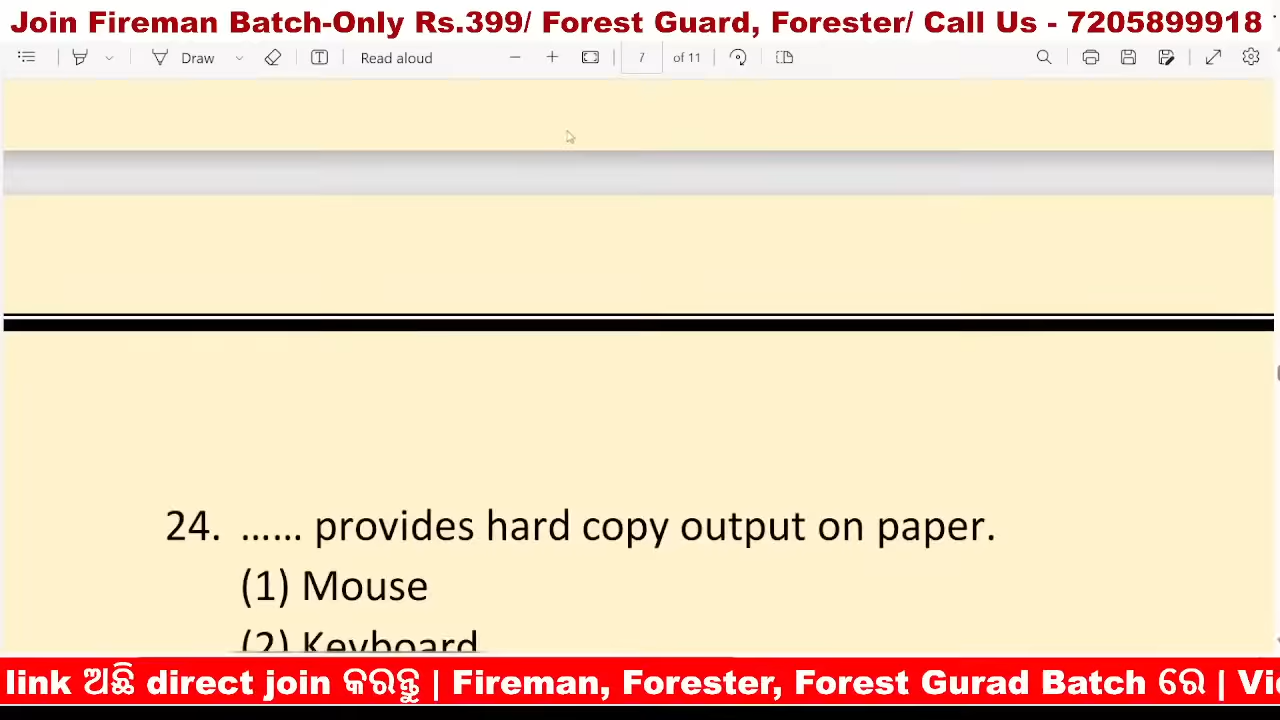 Join Fireman Batch-Only Rs.399/ Forest Guard, Forester/ Call Us - 7205899918
Draw Read aloud 7 of 11
24. ...... provides hard copy output on paper.
(1) Mouse
(2) Keyboard
link ଅଛି direct join କରନ୍ତୁ | Fireman, Forester, Forest Gurad Batch ରେ |